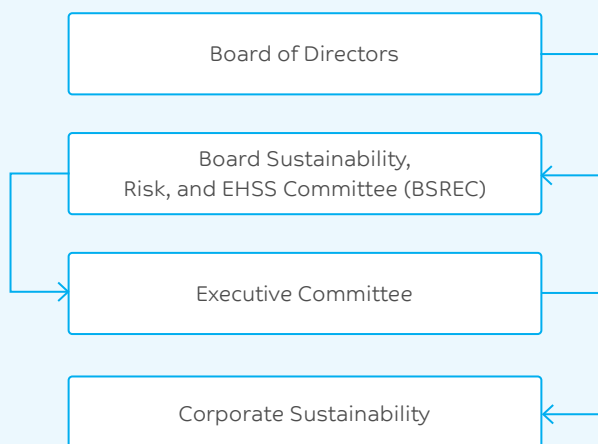 Board of Directors
Board Sustainability,
Risk, and EHSS Committee (BSREC)
Executive Committee
Corporate Sustainability